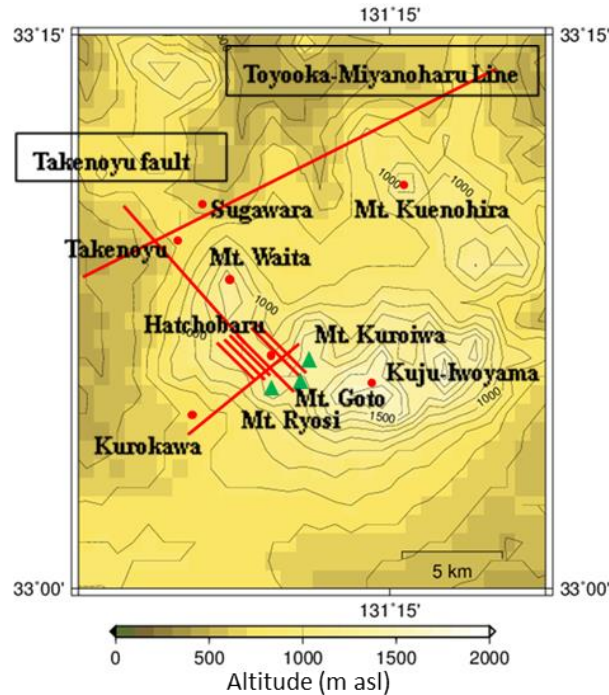 131°15'
33°15'
33°15'
500
Toyooka-Miyanoharu Line
Takenoyu fault
1000
1000
Sugawara
Mt. Kuenohira
Takenoyu
Mt. Waita
1000
Hatchobaru
Mt. Kuroiwa
Kuju-Iwoyama
Mt. Goto
1000
1500
Mt. Ryosi
Kurokawa
5 km
33°00'
33°00'
131°15'
0
500
1000
1500
2000
Altitude (m asl)